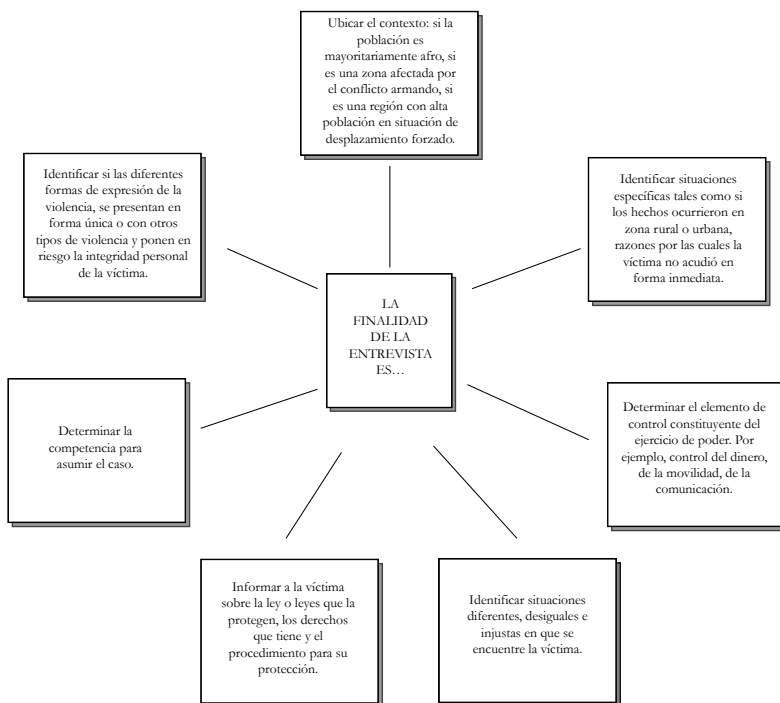 Ubicar el contexto: si la
población es
mayoritariamente afro, si
es una zona afectada por
el conflicto armando, si
es una región con alta
población en situación de
desplazamiento forzado.
Identificar si las diferentes
formas de expresión de la
violencia, se presentan en
forma única o con otros
tipos de violencia y ponen en
riesgo la integridad personal
de la víctima.
Identificar situaciones
específicas tales como si
los hechos ocurrieron en
zona rural o urbana,
razones por las cuales la
víctima no acudió en
forma inmediata.
LA
FINALIDAD
DE LA
ENTREVISTA
ES…
Determinar la
competencia para
asumir el caso.
Determinar el elemento de
control constituyente del
ejercicio de poder. Por
ejemplo, control del dinero,
de la movilidad, de la
comunicación.
Informar a la víctima
sobre la ley o leyes que la
protegen, los derechos
que tiene y el
procedimiento para su
protección.
Identificar situaciones
diferentes, desiguales e
injustas en que se
encuentre la víctima.